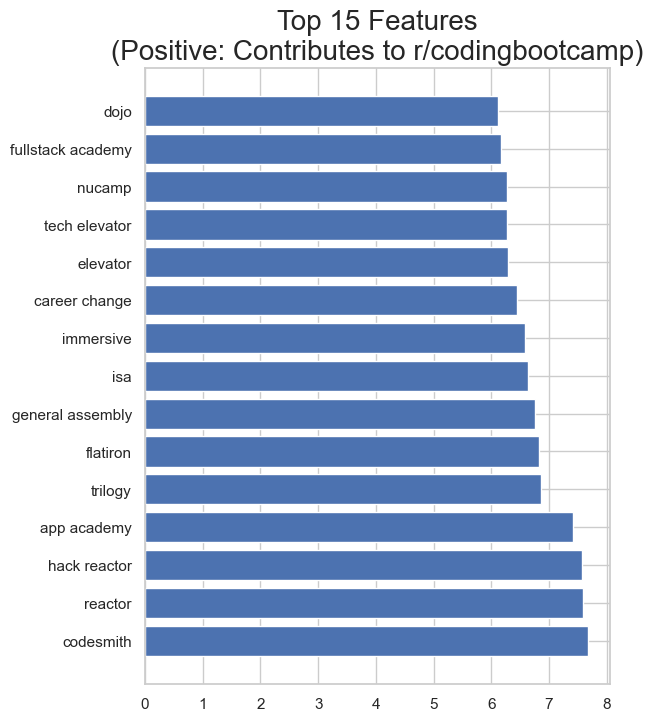 Top 15 Features
(Positive: Contributes to r/codingbootcamp)
dojo
fullstack academy
nucamp
tech elevator
elevator
career change
immersive
isa
general assembly
flatiron
trilogy
app academy
hack reactor
reactor
codesmith
0 1 2 3 4 5 6 7 8